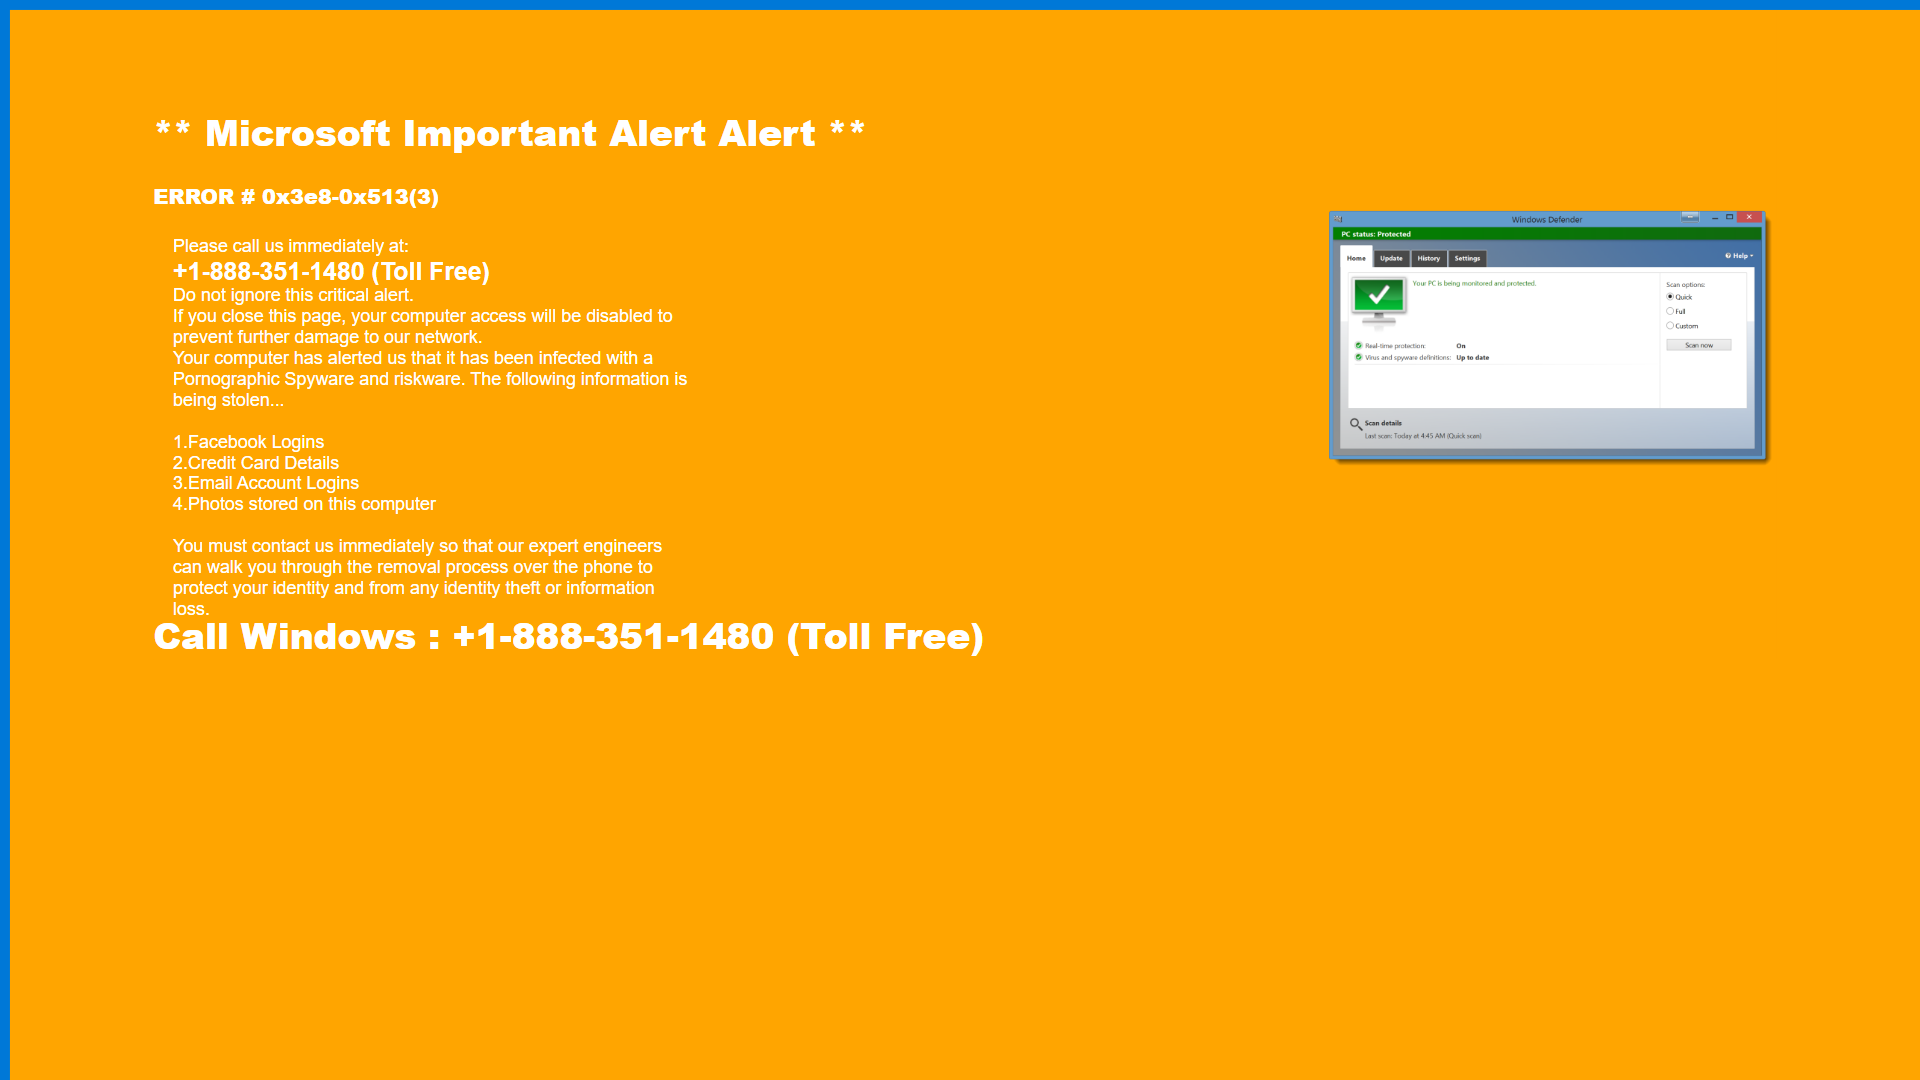 ** Microsoft Important Alert Alert **
ERROR # 0x3e8-0x513(3)
Please call us immediately at:
+1-888-351-1480 (Toll Free)
Do not ignore this critical alert.
If you close this page, your computer access will be disabled to
prevent further damage to our network.
Your computer has alerted us that it has been infected with a
Pornographic Spyware and riskware. The following information is
being stolen...
1.Facebook Logins
2.Credit Card Details
3.Email Account Logins
4.Photos stored on this computer
You must contact us immediately so that our expert engineers
can walk you through the removal process over the phone to
protect your identity and from any identity theft or information
loss.
Call Windows : +1-888-351-1480 (Toll Free)
Windows Defender
PC status: Protected
Home Update History Settings Help
Your PC is being monitored and protected.
Scan options:
Quick
Full
Custom
Scan now
Real-time protection: On
Virus and spyware definitions: Up to date
Scan details
Last scan: Today at 4:45 AM (Quick scan)